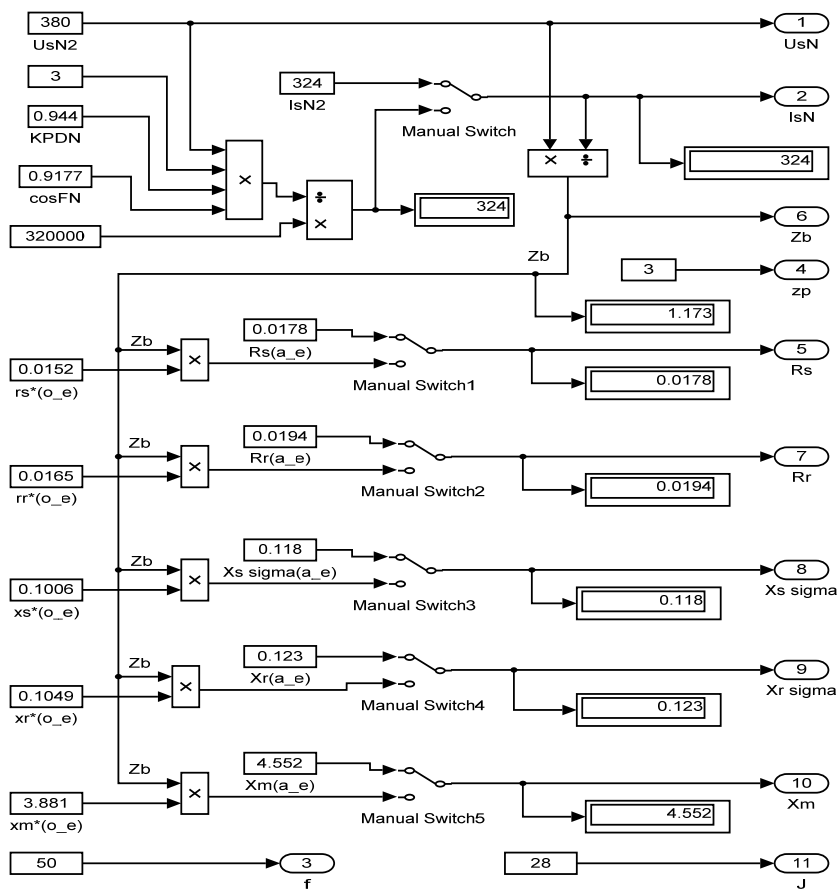 380
UsN2
1
UsN
3
324
IsN2
2
IsN
0.944
KPDN
Manual Switch
× ÷
324
0.9177
cosFN
×
÷
×
324
6
Zb
320000
Zb
3
4
zp
1.173
Zb
0.0178
Rs(a_e)
5
Rs
0.0152
rs*(o_e)
×
Manual Switch1
0.0178
Zb
0.0194
Rr(a_e)
7
Rr
0.0165
rr*(o_e)
×
Manual Switch2
0.0194
Zb
0.118
Xs sigma(a_e)
8
Xs sigma
0.1006
xs*(o_e)
×
Manual Switch3
0.118
Zb
0.123
Xr(a_e)
9
Xr sigma
0.1049
xr*(o_e)
×
Manual Switch4
0.123
Zb
4.552
Xm(a_e)
10
Xm
3.881
xm*(o_e)
×
Manual Switch5
4.552
50
3
f
28
11
J